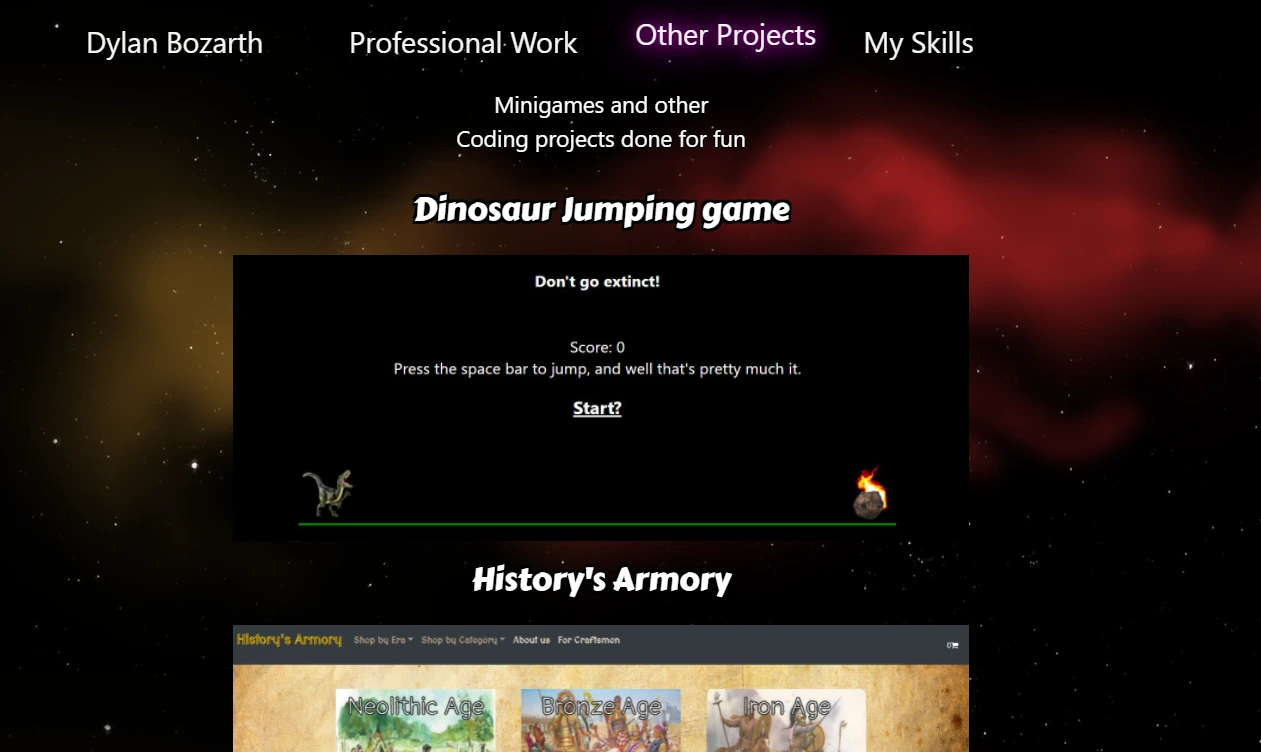 Dylan Bozarth Professional Work Other Projects My Skills
Minigames and other
Coding projects done for fun
Dinosaur Jumping game
Don't go extinct!
Score: 0
Press the space bar to jump, and well that's pretty much it.
Start?
History's Armory
History's Armory Shop by Era Shop by Category About us For Craftsmen 0
Neolithic Age Bronze Age Iron Age